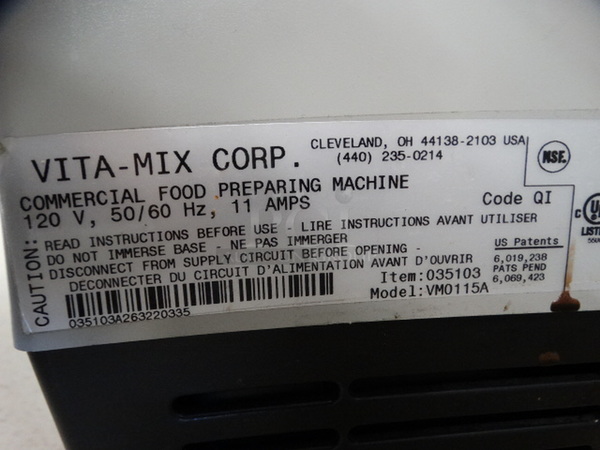 VITA-MIX CORP.
CLEVELAND, OH 44138-2103 USA
(440) 235-0214
NSF.
COMMERCIAL FOOD PREPARING MACHINE
120 V, 50/60 Hz, 11 AMPS
Code QI
CAUTION:
READ INSTRUCTIONS BEFORE USE - LIRE INSTRUCTIONS AVANT UTILISER
DO NOT IMMERSE BASE - NE PAS IMMERGER
DISCONNECT FROM SUPPLY CIRCUIT BEFORE OPENING -
DECONNECTER DU CIRCUIT D'ALIMENTATION AVANT D'OUVRIR
US Patents
6,019,238
PATS PEND
6,069,423
Item:035103
Model:VM0115A
035103A263220335
C